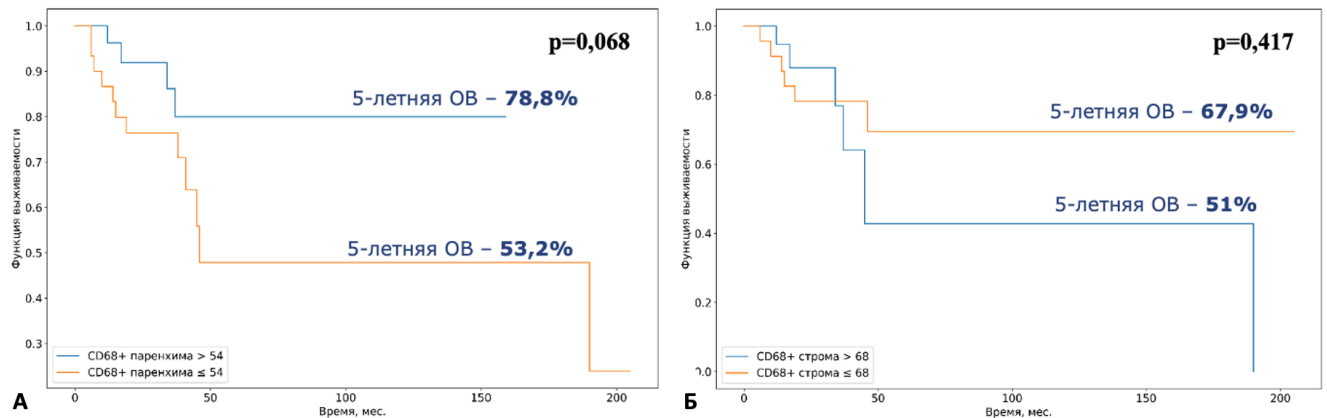 p=0,068
5-летняя ОВ – 78,8%
5-летняя ОВ – 53,2%
Функция выживаемости
1.0
0.9
0.8
0.7
0.6
0.5
0.4
0.3
CD68+ паренхима > 54
CD68+ паренхима ≤ 54
0
50
100
150
200
Время, мес.
А
p=0,417
5-летняя ОВ – 67,9%
5-летняя ОВ – 51%
Функция выживаемости
1.0
0.8
0.6
0.4
0.2
0.0
CD68+ строма > 68
CD68+ строма ≤ 68
0
50
100
150
200
Время, мес.
Б